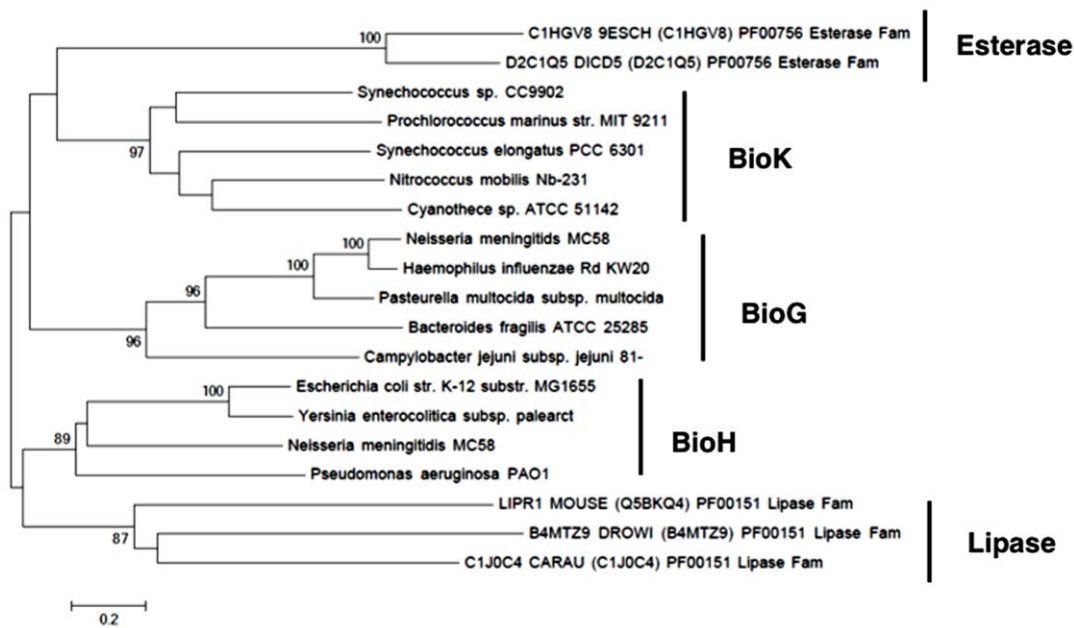 100
C1HGV8 9ESCH (C1HGV8) PF00756 Esterase Fam
D2C1Q5 DICD5 (D2C1Q5) PF00756 Esterase Fam
Esterase
Synechococcus sp. CC9902
Prochlorococcus marinus str. MIT 9211
97
Synechococcus elongatus PCC 6301
Nitrococcus mobilis Nb-231
Cyanothece sp. ATCC 51142
BioK
100
Neisseria meningitids MC58
100
Haemophilus influenzae Rd KW20
96
Pasteurella multocida subsp. multocida
Bacteroides fragilis ATCC 25285
96
Campylobacter jejuni subsp. jejuni 81-
BioG
100
Escherichia coli str. K-12 substr. MG1655
Yersinia enterocolitica subsp. palearct
89
Neisseria meningitidis MC58
Pseudomonas aeruginosa PAO1
BioH
LIPR1 MOUSE (Q5BKQ4) PF00151 Lipase Fam
87
B4MTZ9 DROWI (B4MTZ9) PF00151 Lipase Fam
C1J0C4 CARAU (C1J0C4) PF00151 Lipase Fam
Lipase
0.2